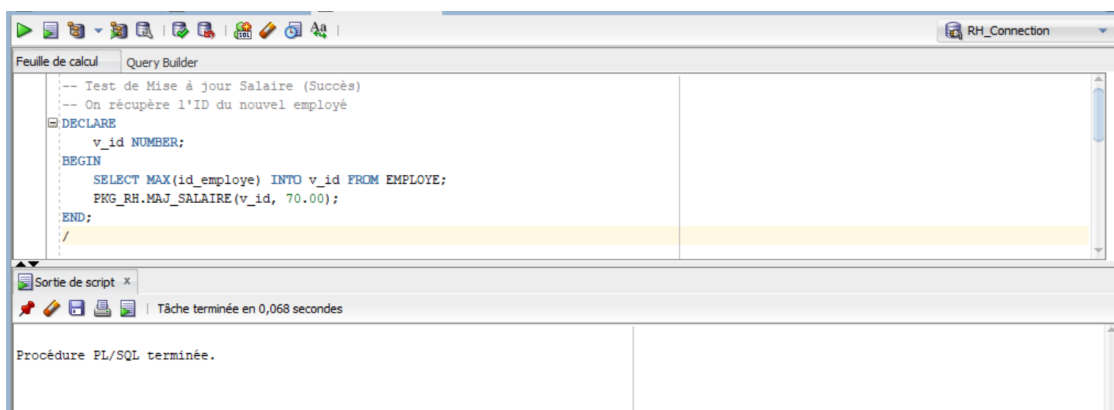 RH_Connection
Feuille de calcul
Query Builder
-- Test de Mise à jour Salaire (Succès)
-- On récupère l'ID du nouvel employé
DECLARE
v_id NUMBER;
BEGIN
SELECT MAX(id_employe) INTO v_id FROM EMPLOYE;
PKG_RH.MAJ_SALAIRE(v_id, 70.00);
END;
/
Sortie de script x
Tâche terminée en 0,068 secondes
Procédure PL/SQL terminée.